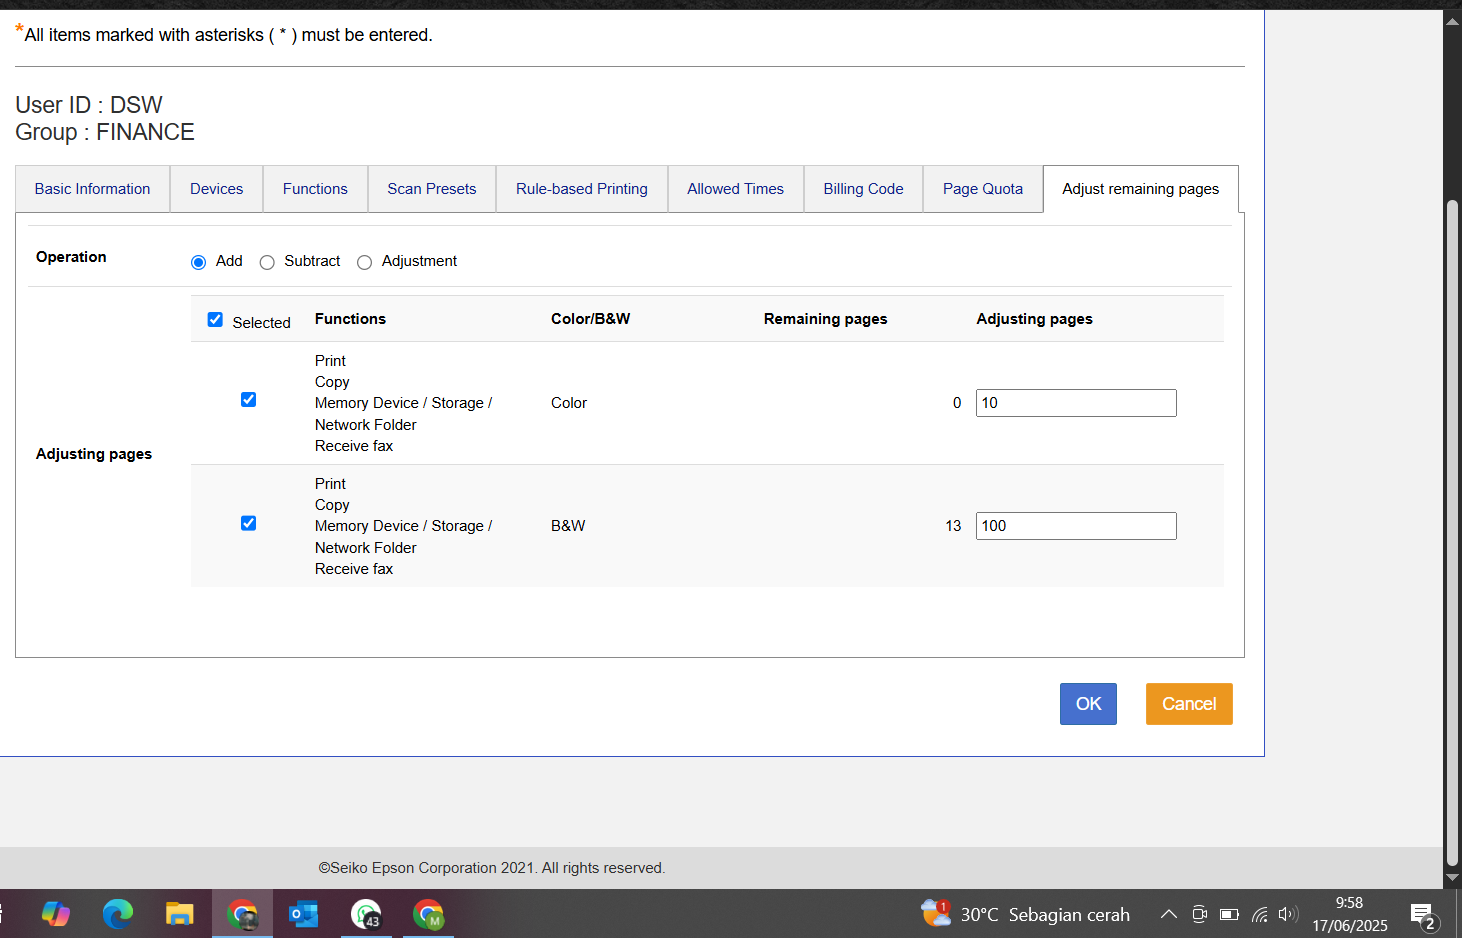 *All items marked with asterisks ( * ) must be entered.
User ID : DSW
Group : FINANCE
Basic Information Devices Functions Scan Presets Rule-based Printing Allowed Times Billing Code Page Quota Adjust remaining pages
Operation Add Subtract Adjustment
Selected Functions Color/B&W Remaining pages Adjusting pages
Print
Copy
Memory Device / Storage / Color 0 10
Network Folder
Receive fax
Adjusting pages
Print
Copy
Memory Device / Storage / B&W 13 100
Network Folder
Receive fax
OK Cancel
©Seiko Epson Corporation 2021. All rights reserved.
43 M 1 30°C Sebagian cerah 9:58
17/06/2025 2